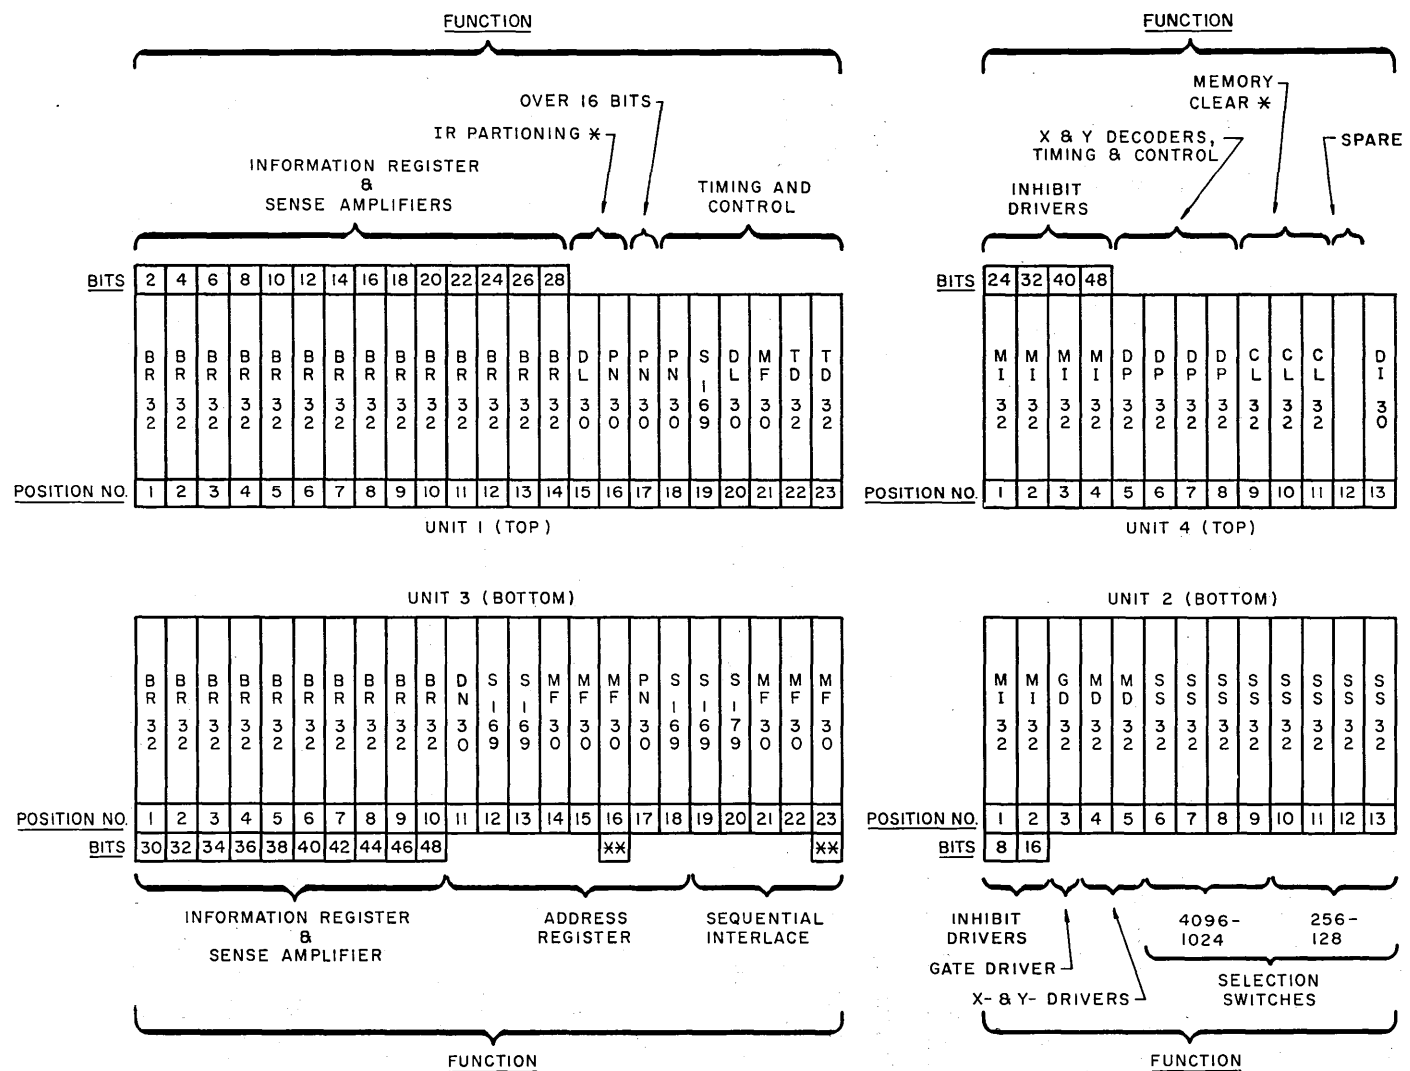 FUNCTION
OVER 16 BITS
IR PARTIONING *
INFORMATION REGISTER
&
SENSE AMPLIFIERS
TIMING AND
CONTROL
BITS 2 4 6 8 10 12 14 16 18 20 22 24 26 28
BR 32 BR 32 BR 32 BR 32 BR 32 BR 32 BR 32 BR 32 BR 32 BR 32 BR 32 BR 32 BR 32 BR 32 DL 30 PN 30 PN 30 PN 30 S 169 DL 30 MF 30 TD 32 TD 32
POSITION NO. 1 2 3 4 5 6 7 8 9 10 11 12 13 14 15 16 17 18 19 20 21 22 23
UNIT 1 (TOP)
FUNCTION
MEMORY
CLEAR *
X & Y DECODERS,
TIMING & CONTROL
SPARE
INHIBIT
DRIVERS
BITS 24 32 40 48
MI 32 MI 32 MI 32 MI 32 DP 32 DP 32 DP 32 DP 32 CL 32 CL 32 CL 32 DI 30
POSITION NO. 1 2 3 4 5 6 7 8 9 10 11 12 13
UNIT 4 (TOP)
UNIT 3 (BOTTOM)
BR 32 BR 32 BR 32 BR 32 BR 32 BR 32 BR 32 BR 32 BR 32 BR 32 DN 30 S 169 S 169 MF 30 MF 30 MF 30 PN 30 S 169 S 169 S 179 MF 30 MF 30 MF 30
POSITION NO. 1 2 3 4 5 6 7 8 9 10 11 12 13 14 15 16 17 18 19 20 21 22 23
BITS 30 32 34 36 38 40 42 44 46 48 ** **
INFORMATION REGISTER
&
SENSE AMPLIFIER
ADDRESS
REGISTER
SEQUENTIAL
INTERLACE
FUNCTION
UNIT 2 (BOTTOM)
MI 32 MI 32 GD 32 MD 32 MD 32 SS 32 SS 32 SS 32 SS 32 SS 32 SS 32 SS 32 SS 32
POSITION NO. 1 2 3 4 5 6 7 8 9 10 11 12 13
BITS 8 16
INHIBIT
DRIVERS
4096-
1024
256-
128
GATE DRIVER
X- & Y- DRIVERS
SELECTION
SWITCHES
FUNCTION